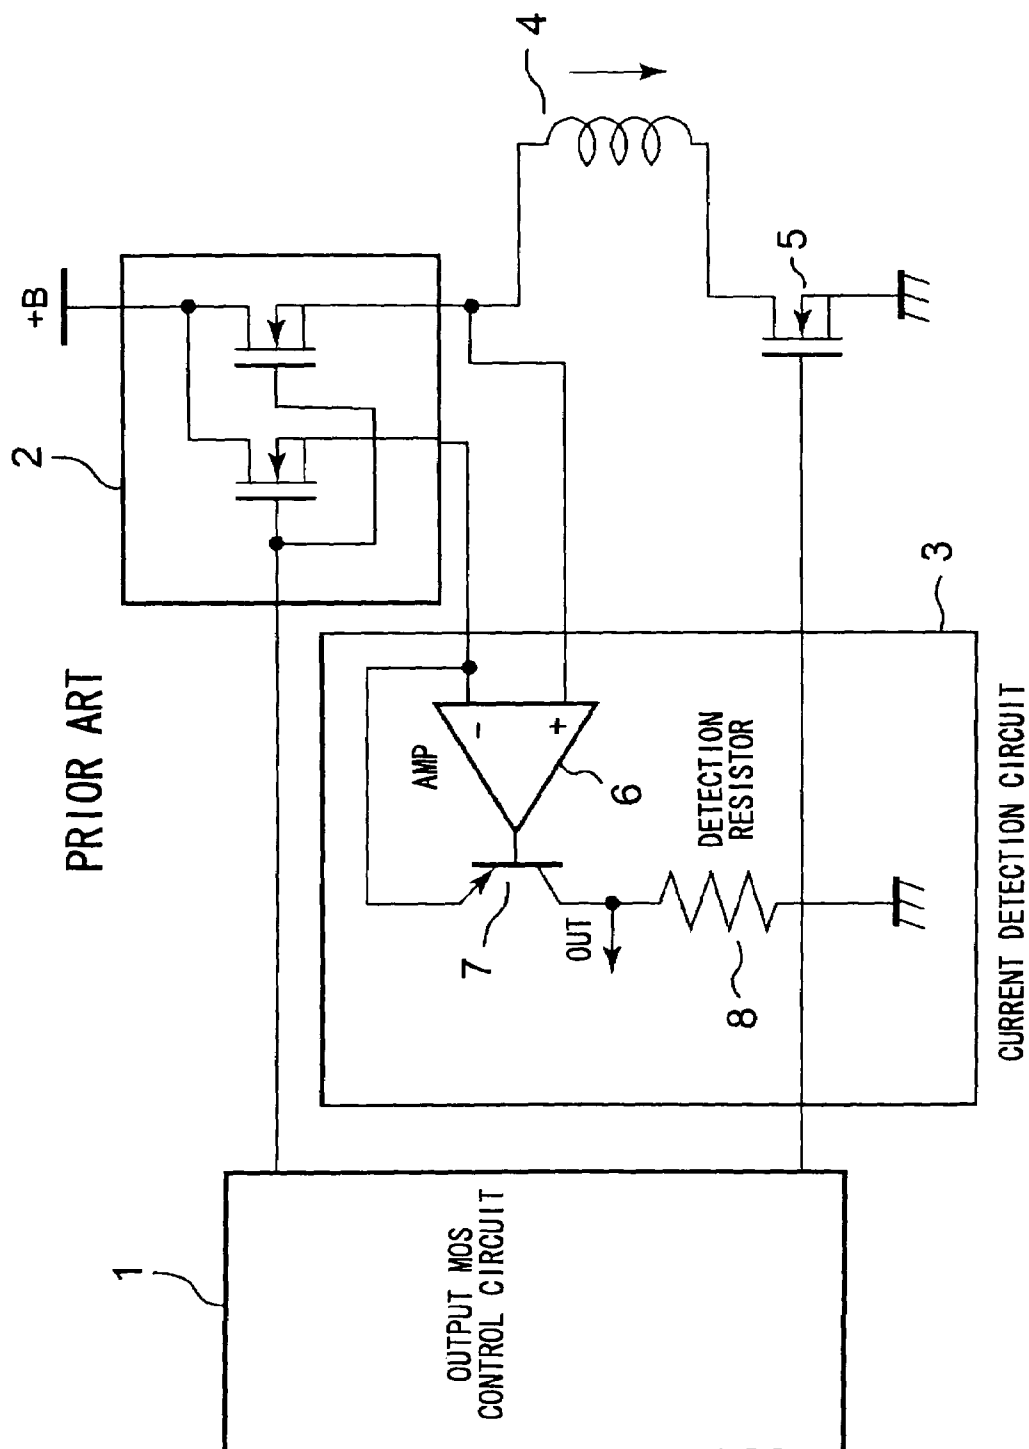 PRIOR ART
1
OUTPUT MOS
CONTROL CIRCUIT
2
+B
AMP
-
+
6
7
OUT
8
DETECTION
RESISTOR
3
4
5
CURRENT DETECTION CIRCUIT